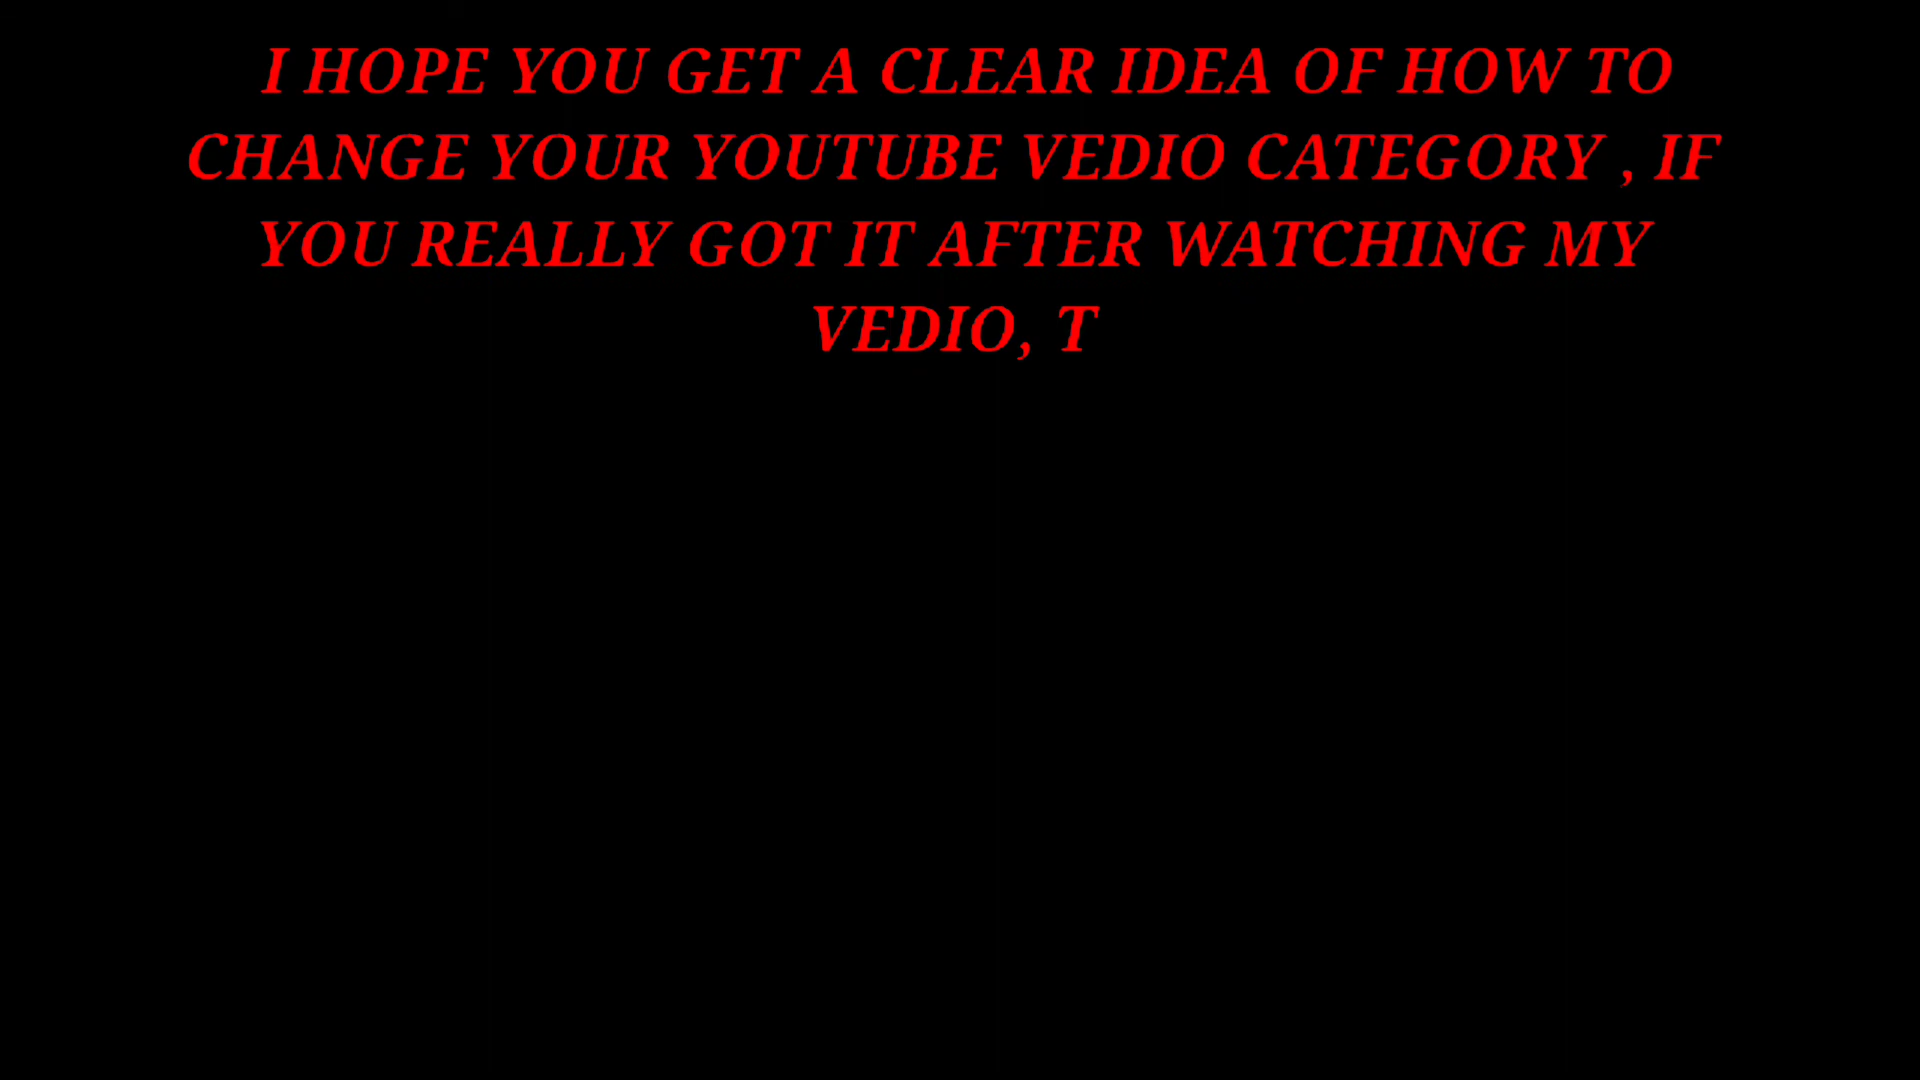 I HOPE YOU GET A CLEAR IDEA OF HOW TO
CHANGE YOUR YOUTUBE VEDIO CATEGORY , IF
YOU REALLY GOT IT AFTER WATCHING MY
VEDIO, T